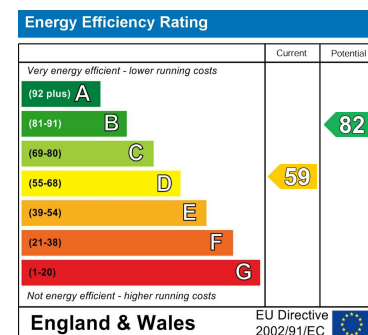 Energy Efficiency Rating
Current Potential
Very energy efficient - lower running costs
(92 plus) A
(81-91) B
82
(69-80) C
(55-68) D
59
(39-54) E
(21-38) F
(1-20) G
Not energy efficient - higher running costs
England & Wales
EU Directive
2002/91/EC